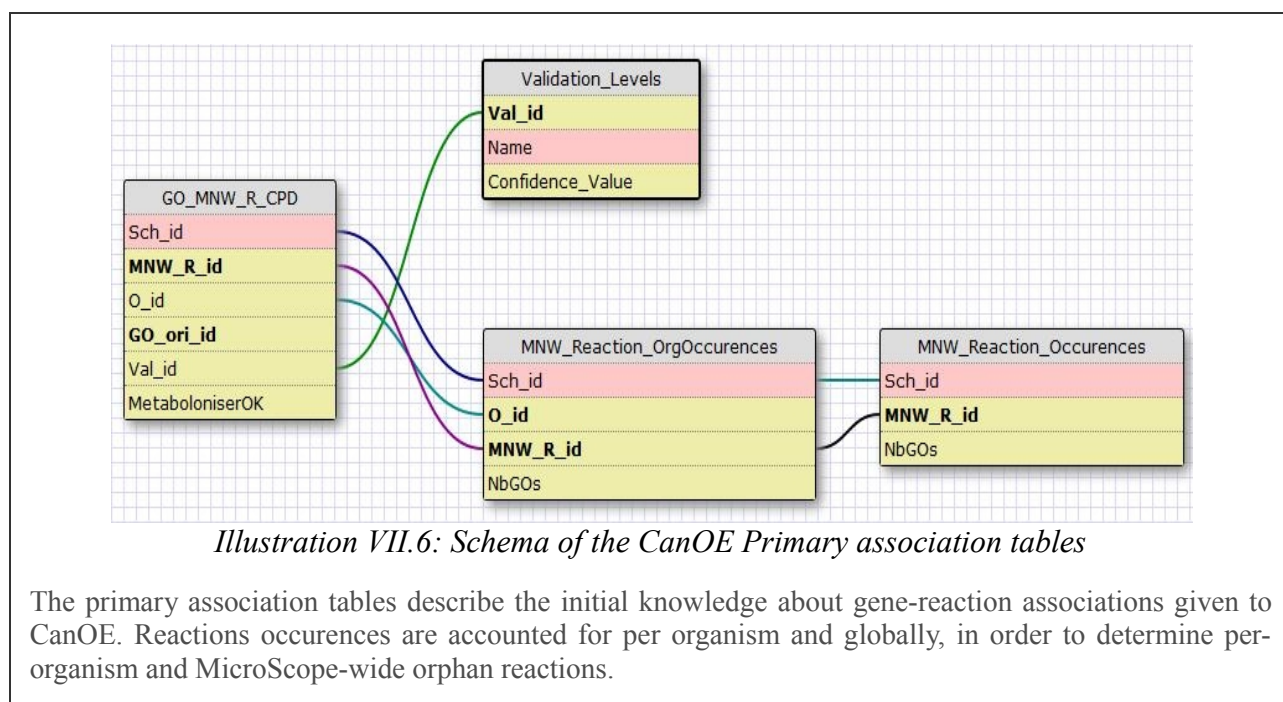 Validation_Levels
Val_id
Name
Confidence_Value
GO_MNW_R_CPD
Sch_id
MNW_R_id
O_id
GO_ori_id
Val_id
MetaboloniserOK
MNW_Reaction_OrgOccurences
Sch_id
O_id
MNW_R_id
NbGOs
MNW_Reaction_Occurences
Sch_id
MNW_R_id
NbGOs
Illustration VII.6: Schema of the CanOE Primary association tables
The primary association tables describe the initial knowledge about gene-reaction associations given to
CanOE. Reactions occurences are accounted for per organism and globally, in order to determine per-
organism and MicroScope-wide orphan reactions.